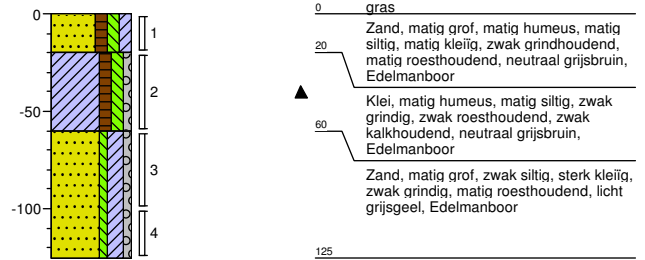 0
-50
-100
1
2
3
4
0
gras
Zand, matig grof, matig humeus, matig
siltig, matig kleiïg, zwak grindhoudend,
matig roesthoudend, neutraal grijsbruin,
Edelmanboor
20
Klei, matig humeus, matig siltig, zwak
grindig, zwak roesthoudend, zwak
kalkhoudend, neutraal grijsbruin,
Edelmanboor
60
Zand, matig grof, zwak siltig, sterk kleiïg,
zwak grindig, matig roesthoudend, licht
grijsgeel, Edelmanboor
125